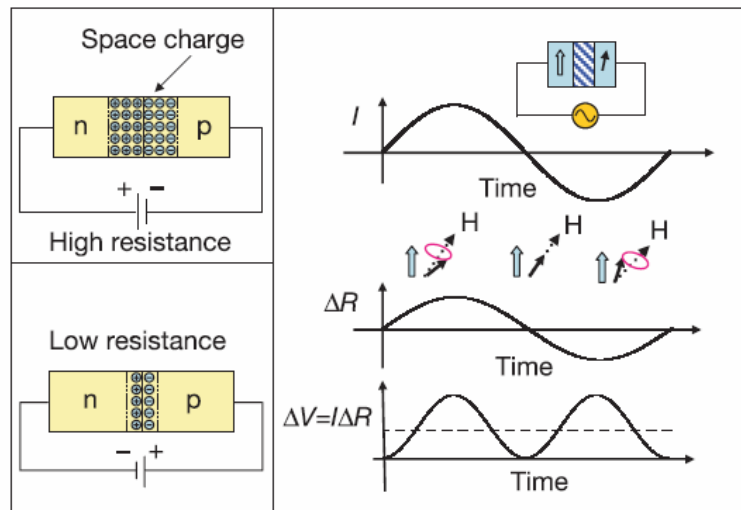 Space charge
n
p
+ −
High resistance
Low resistance
n
p
− +
I
Time
H
H
H
ΔR
Time
ΔV=IΔR
Time